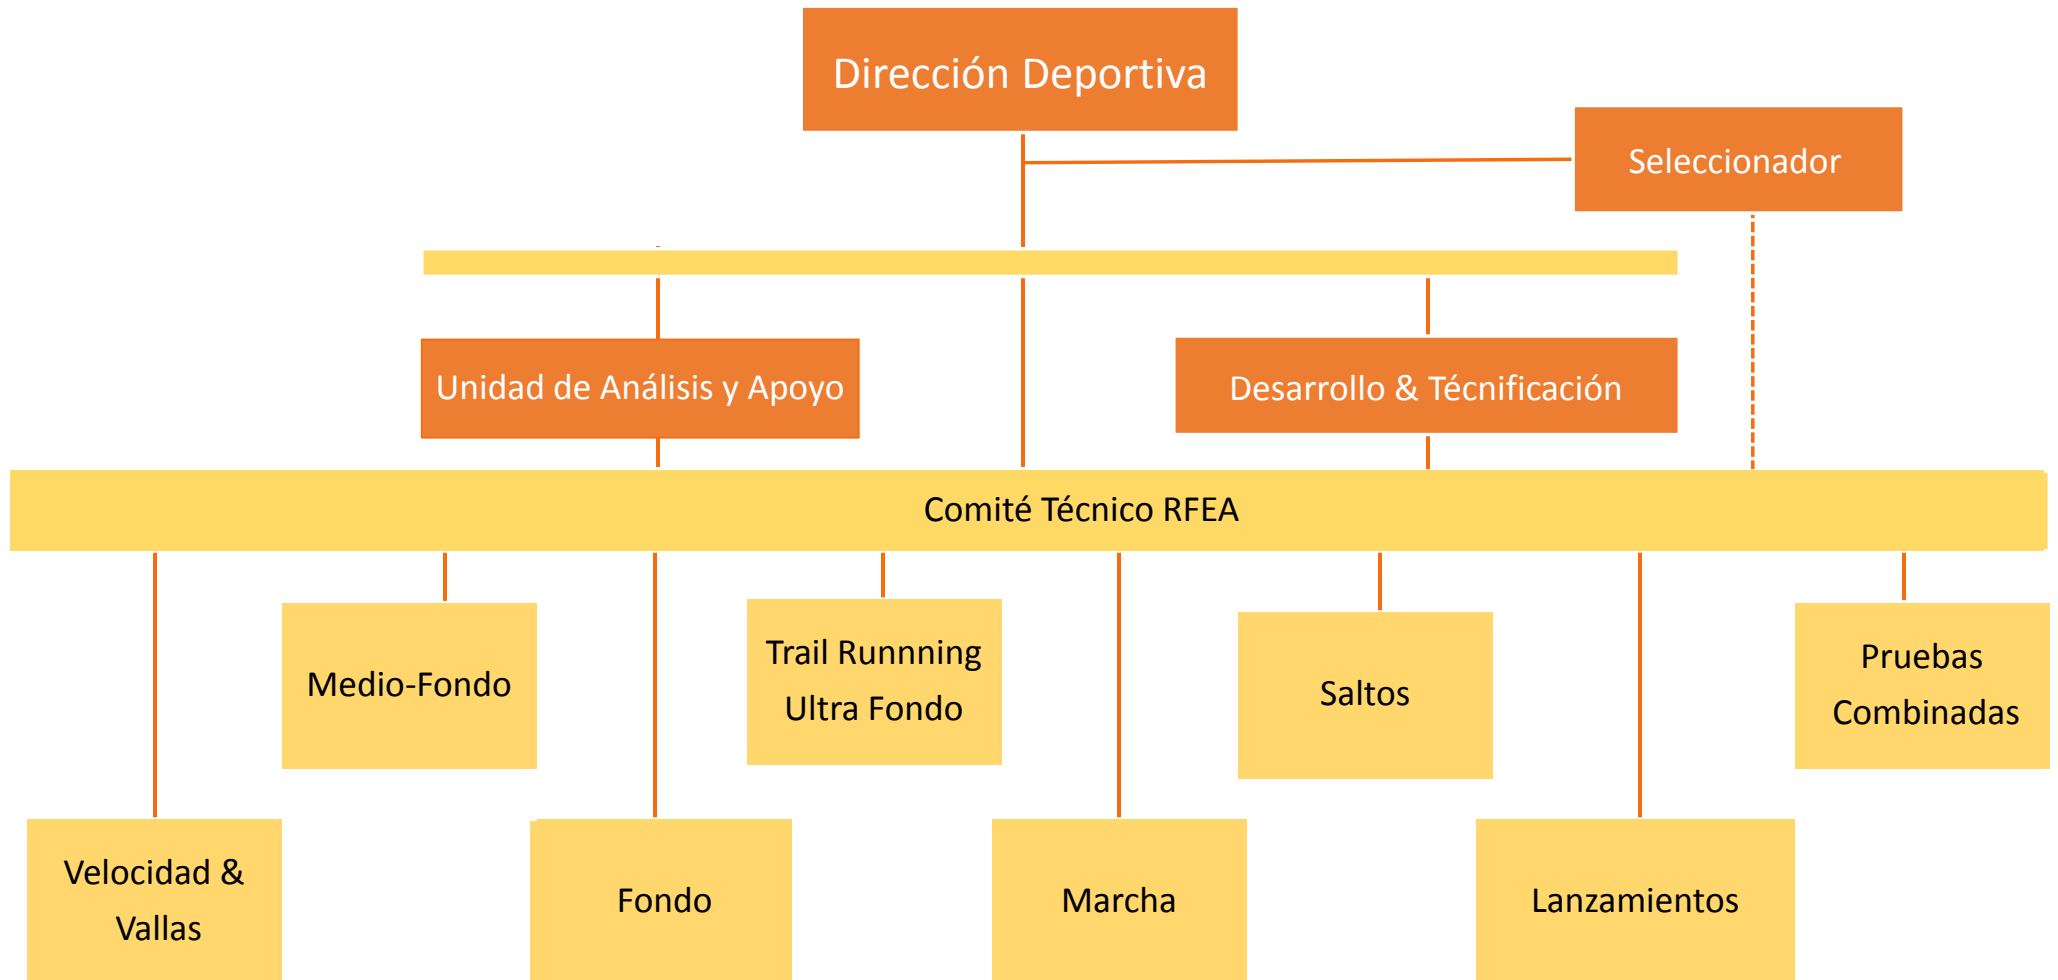 Dirección Deportiva
Seleccionador
Unidad de Análisis y Apoyo
Desarrollo & Técnificación
Comité Técnico RFEA
Medio-Fondo
Trail Runnning
Ultra Fondo
Saltos
Pruebas
Combinadas
Velocidad &
Vallas
Fondo
Marcha
Lanzamientos